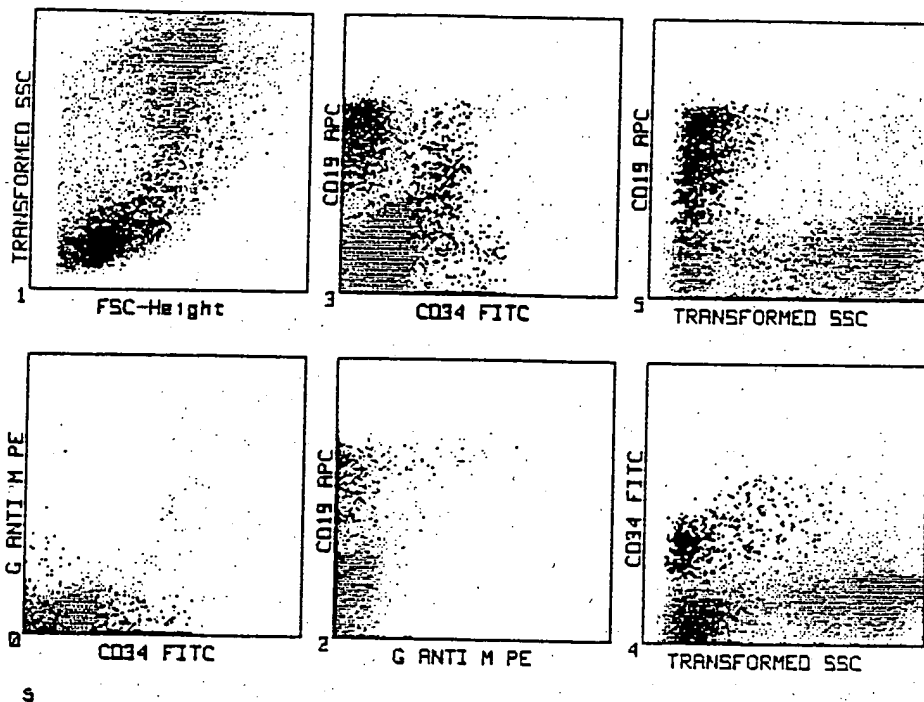 TRANSFORMED SSC
1
FSC-Height
CD19 APC
3
CD34 FITC
CD19 APC
5
TRANSFORMED SSC
G ANTI M PE
0
CD34 FITC
CD19 APC
2
G ANTI M PE
CD34 FITC
4
TRANSFORMED SSC
s